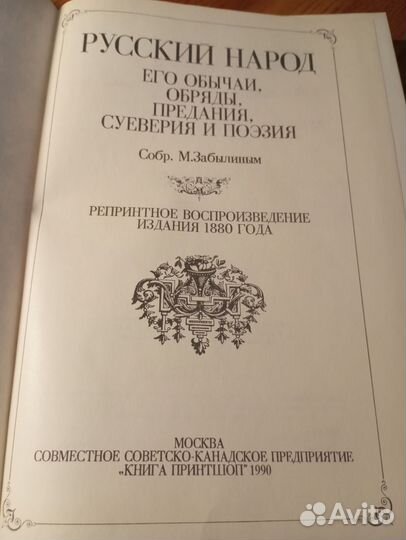 РУССКИЙ НАРОД
ЕГО ОБЫЧАИ,
ОБРЯДЫ,
ПРЕДАНИЯ,
СУЕВЕРИЯ И ПОЭЗИЯ
Собр. М.Забылиным
РЕПРИНТНОЕ ВОСПРОИЗВЕДЕНИЕ
ИЗДАНИЯ 1880 ГОДА
МОСКВА
СОВМЕСТНОЕ СОВЕТСКО-КАНАДСКОЕ ПРЕДПРИЯТИЕ
„КНИГА ПРИНТШОП" 1990
Avito